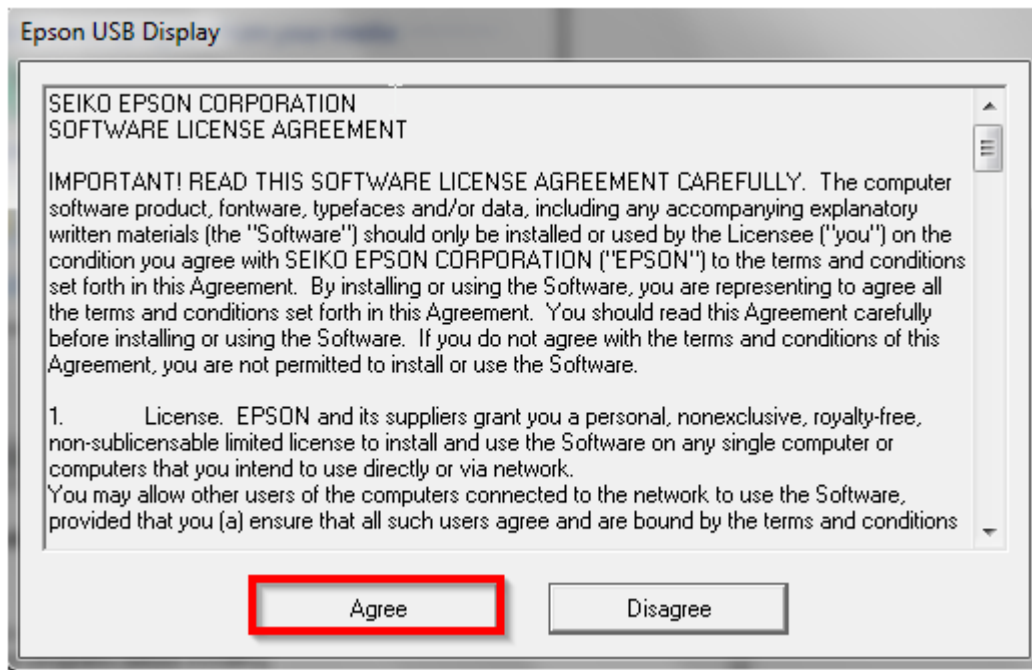 Epson USB Display
SEIKO EPSON CORPORATION
SOFTWARE LICENSE AGREEMENT
IMPORTANT! READ THIS SOFTWARE LICENSE AGREEMENT CAREFULLY. The computer
software product, fontware, typefaces and/or data, including any accompanying explanatory
written materials (the "Software") should only be installed or used by the Licensee ("you") on the
condition you agree with SEIKO EPSON CORPORATION ("EPSON") to the terms and conditions
set forth in this Agreement. By installing or using the Software, you are representing to agree all
the terms and conditions set forth in this Agreement. You should read this Agreement carefully
before installing or using the Software. If you do not agree with the terms and conditions of this
Agreement, you are not permitted to install or use the Software.
1. License. EPSON and its suppliers grant you a personal, nonexclusive, royalty-free,
non-sublicensable limited license to install and use the Software on any single computer or
computers that you intend to use directly or via network.
You may allow other users of the computers connected to the network to use the Software,
provided that you (a) ensure that all such users agree and are bound by the terms and conditions
Agree
Disagree